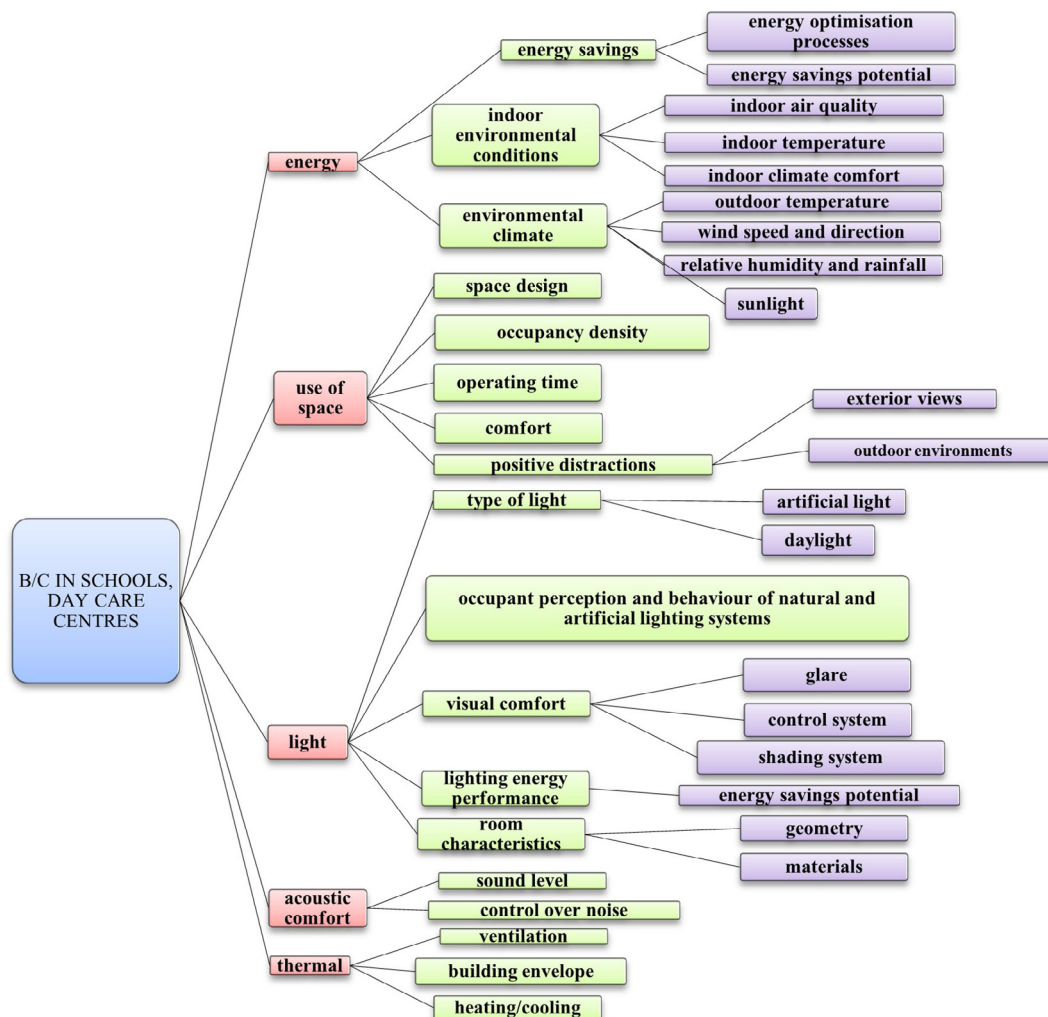 energy savings
energy optimisation
processes
energy savings potential
indoor
environmental
conditions
indoor air quality
indoor temperature
indoor climate comfort
energy
environmental
climate
outdoor temperature
wind speed and direction
relative humidity and rainfall
sunlight
use of
space
space design
occupancy density
operating time
comfort
positive distractions
exterior views
outdoor environments
B/C IN SCHOOLS,
DAY CARE
CENTRES
light
type of light
artificial light
daylight
occupant perception and behaviour of natural and
artificial lighting systems
visual comfort
glare
control system
shading system
lighting energy
performance
energy savings potential
room
characteristics
geometry
materials
acoustic
comfort
sound level
control over noise
thermal
ventilation
building envelope
heating/cooling